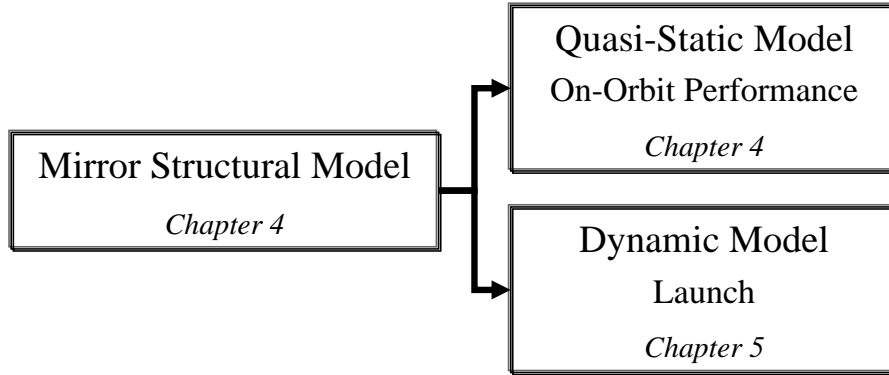 Mirror Structural Model
Chapter 4
Quasi-Static Model
On-Orbit Performance
Chapter 4
Dynamic Model
Launch
Chapter 5